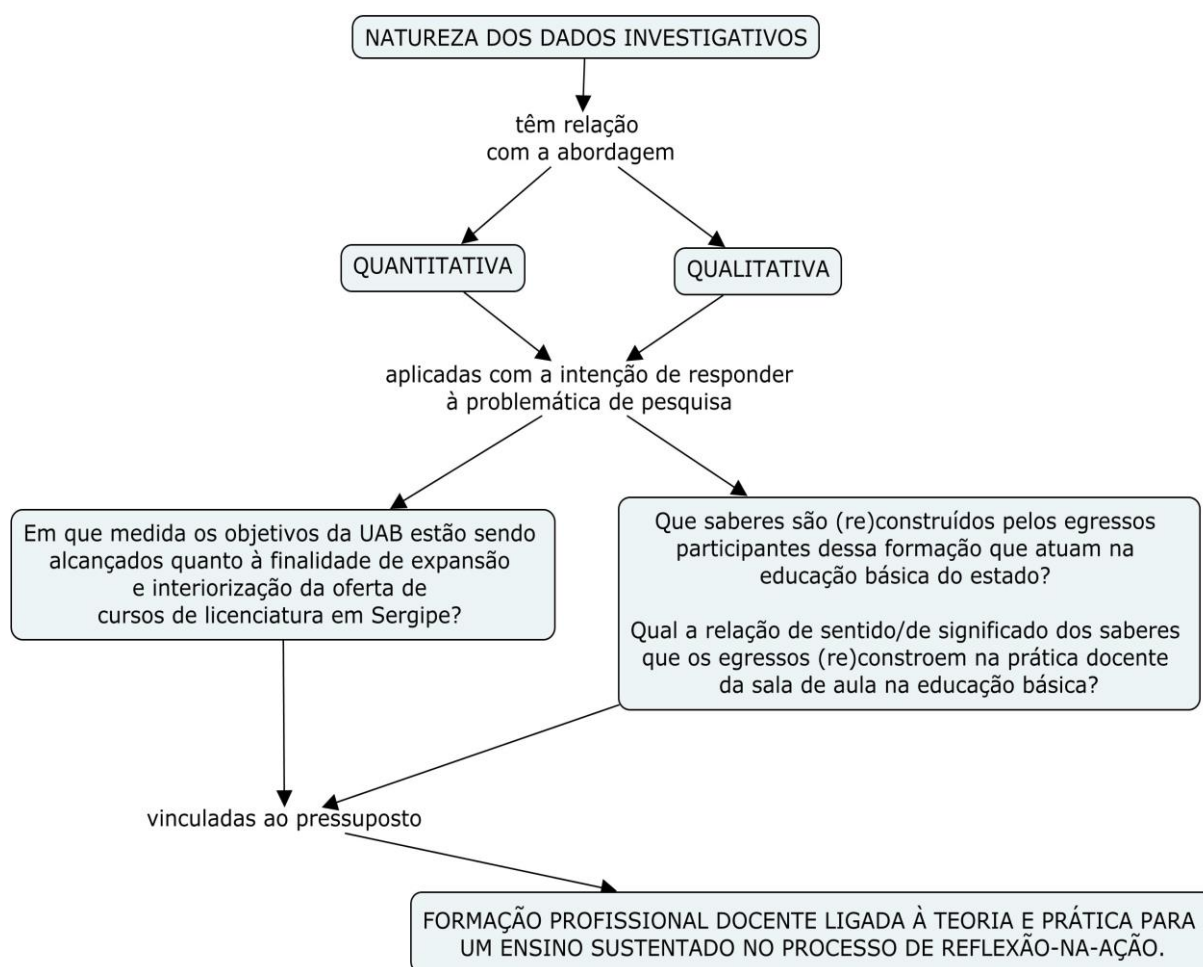 NATUREZA DOS DADOS INVESTIGATIVOS
têm relação
com a abordagem
QUANTITATIVA
QUALITATIVA
aplicadas com a intenção de responder
à problemática de pesquisa
Em que medida os objetivos da UAB estão sendo
alcançados quanto à finalidade de expansão
e interiorização da oferta de
cursos de licenciatura em Sergipe?
Que saberes são (re)construídos pelos egressos
participantes dessa formação que atuam na
educação básica do estado?
Qual a relação de sentido/de significado dos saberes
que os egressos (re)constroem na prática docente
da sala de aula na educação básica?
vinculadas ao pressuposto
FORMAÇÃO PROFISSIONAL DOCENTE LIGADA À TEORIA E PRÁTICA PARA
UM ENSINO SUSTENTADO NO PROCESSO DE REFLEXÃO-NA-AÇÃO.